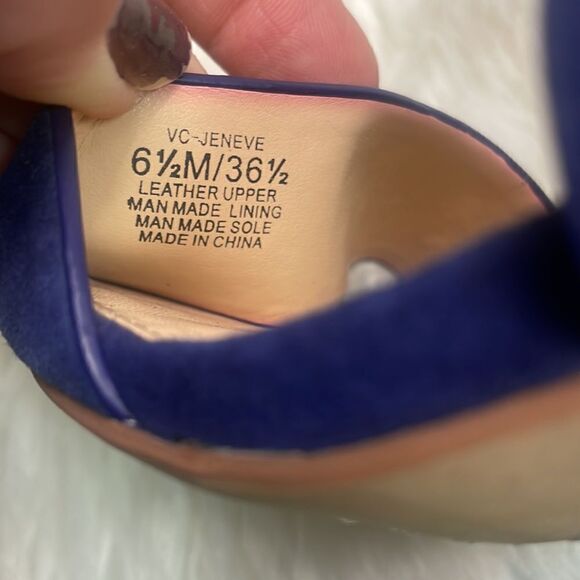 VC-JENEVE
6½M/36½
LEATHER UPPER
MAN MADE LINING
MAN MADE SOLE
MADE IN CHINA